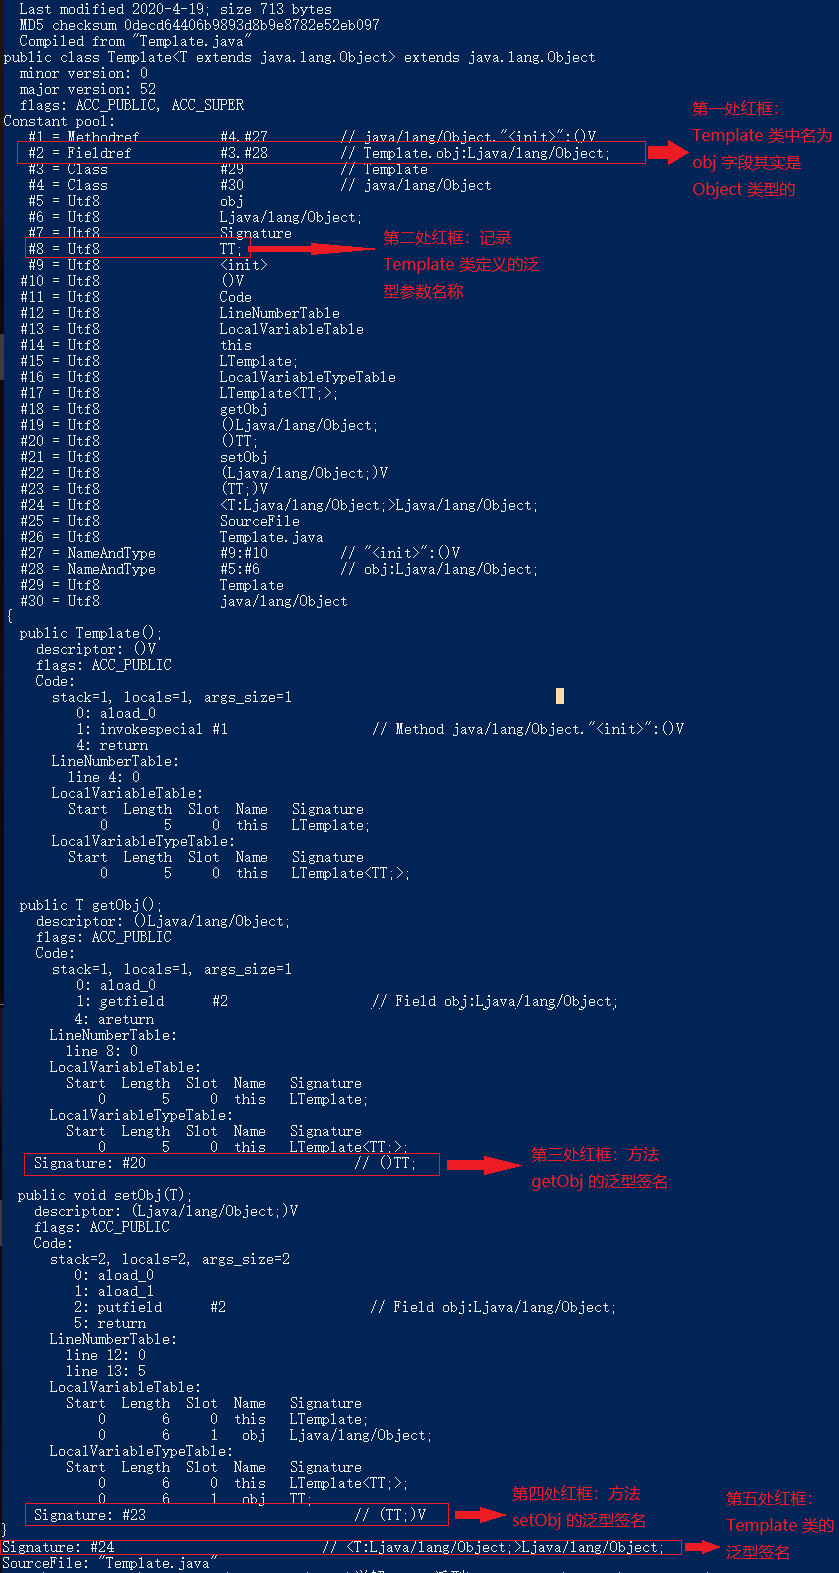 Last modified 2020-4-19; size 713 bytes
MD5 checksum 0decd64406b9893d8b9e8782e52eb097
Compiled from "Template.java"
public class Template<T extends java.lang.Object> extends java.lang.Object
minor version: 0
major version: 52
flags: ACC_PUBLIC, ACC_SUPER
Constant pool:
#1 = Methodref #4.#27 // java/lang/Object."<init>":()V
#2 = Fieldref #3.#28 // Template.obj:Ljava/lang/Object;
#3 = Class #29 // Template
#4 = Class #30 // java/lang/Object
第一处红框：
Template 类中名为
obj 字段其实是
Object 类型的
#5 = Utf8 obj
#6 = Utf8 Ljava/lang/Object;
#7 = Utf8 Signature
#8 = Utf8 TT;
第二处红框：记录
Template 类定义的泛
型参数名称
#9 = Utf8 <init>
#10 = Utf8 ()V
#11 = Utf8 Code
#12 = Utf8 LineNumberTable
#13 = Utf8 LocalVariableTable
#14 = Utf8 this
#15 = Utf8 LTemplate;
#16 = Utf8 LocalVariableTypeTable
#17 = Utf8 LTemplate<TT;>;
#18 = Utf8 getObj
#19 = Utf8 ()Ljava/lang/Object;
#20 = Utf8 ()TT;
#21 = Utf8 setObj
#22 = Utf8 (Ljava/lang/Object;)V
#23 = Utf8 (TT;)V
#24 = Utf8 <T:Ljava/lang/Object;>Ljava/lang/Object;
#25 = Utf8 SourceFile
#26 = Utf8 Template.java
#27 = NameAndType #9:#10 // "<init>":()V
#28 = NameAndType #5:#6 // obj:Ljava/lang/Object;
#29 = Utf8 Template
#30 = Utf8 java/lang/Object
{
public Template();
descriptor: ()V
flags: ACC_PUBLIC
Code:
stack=1, locals=1, args_size=1
0: aload_0
1: invokespecial #1 // Method java/lang/Object."<init>":()V
4: return
LineNumberTable:
line 4: 0
LocalVariableTable:
Start Length Slot Name Signature
0 5 0 this LTemplate;
LocalVariableTypeTable:
Start Length Slot Name Signature
0 5 0 this LTemplate<TT;>;
public T getObj();
descriptor: ()Ljava/lang/Object;
flags: ACC_PUBLIC
Code:
stack=1, locals=1, args_size=1
0: aload_0
1: getfield #2 // Field obj:Ljava/lang/Object;
4: areturn
LineNumberTable:
line 8: 0
LocalVariableTable:
Start Length Slot Name Signature
0 5 0 this LTemplate;
LocalVariableTypeTable:
Start Length Slot Name Signature
0 5 0 this LTemplate<TT;>;
Signature: #20 // ()TT;
第三处红框：方法
getObj 的泛型签名
public void setObj(T);
descriptor: (Ljava/lang/Object;)V
flags: ACC_PUBLIC
Code:
stack=2, locals=2, args_size=2
0: aload_0
1: aload_1
2: putfield #2 // Field obj:Ljava/lang/Object;
5: return
LineNumberTable:
line 12: 0
line 13: 5
LocalVariableTable:
Start Length Slot Name Signature
0 6 0 this LTemplate;
0 6 1 obj Ljava/lang/Object;
LocalVariableTypeTable:
Start Length Slot Name Signature
0 6 0 this LTemplate<TT;>;
0 6 1 obj TT;
Signature: #23 // (TT;)V
第四处红框：方法
setObj 的泛型签名
}
Signature: #24 // <T:Ljava/lang/Object;>Ljava/lang/Object;
第五处红框：
Template 类的
泛型签名
SourceFile: "Template.java"